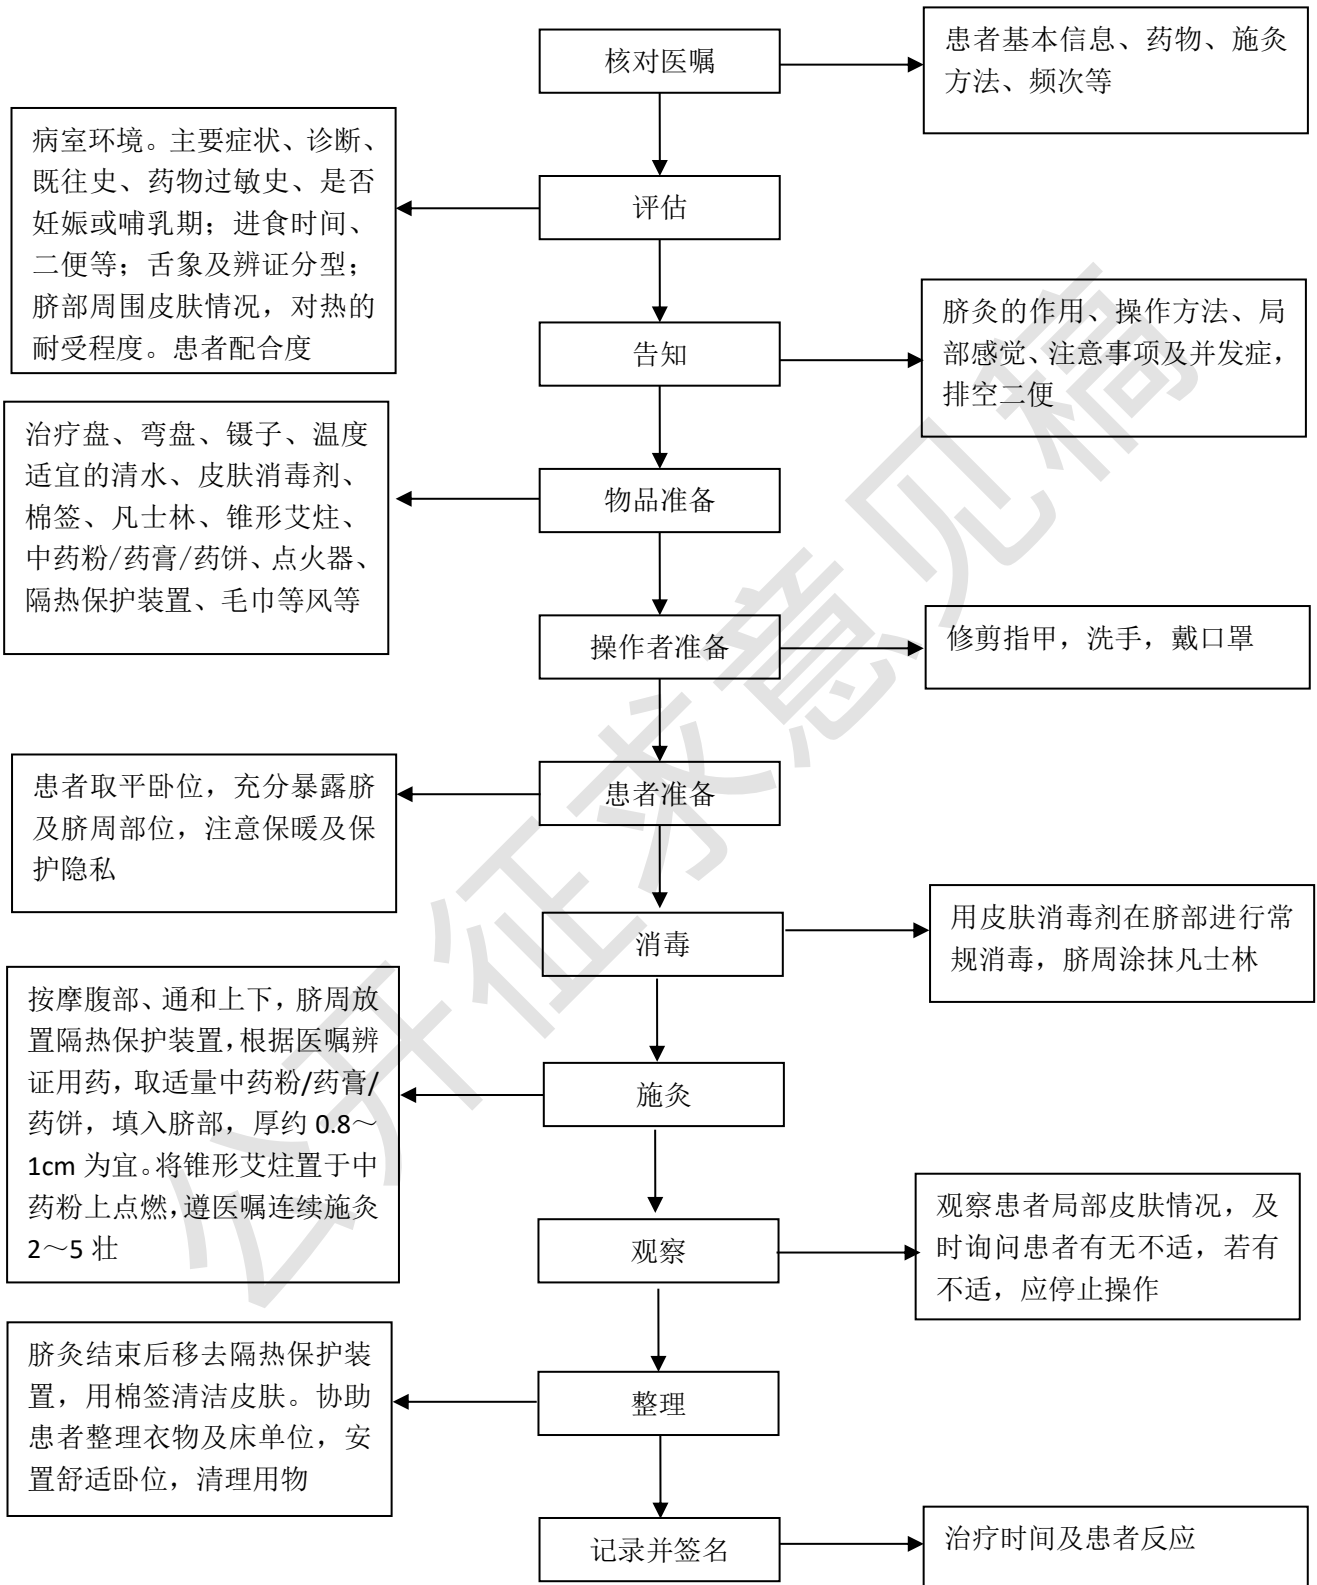 核对医嘱
患者基本信息、药物、施灸
方法、频次等
评估
病室环境。主要症状、诊断、
既往史、药物过敏史、是否
妊娠或哺乳期；进食时间、
二便等；舌象及辨证分型；
脐部周围皮肤情况，对热的
耐受程度。患者配合度
告知
脐灸的作用、操作方法、局
部感觉、注意事项及并发症，
排空二便
物品准备
治疗盘、弯盘、镊子、温度
适宜的清水、皮肤消毒剂、
棉签、凡士林、锥形艾炷、
中药粉/药膏/药饼、点火器、
隔热保护装置、毛巾等风等
操作者准备
修剪指甲，洗手，戴口罩
患者准备
患者取平卧位，充分暴露脐
及脐周部位，注意保暖及保
护隐私
消毒
用皮肤消毒剂在脐部进行常
规消毒，脐周涂抹凡士林
施灸
按摩腹部、通和上下，脐周放
置隔热保护装置，根据医嘱辨
证用药，取适量中药粉/药膏/
药饼，填入脐部，厚约 0.8～
1cm 为宜。将锥形艾炷置于中
药粉上点燃，遵医嘱连续施灸
2～5 壮
观察
观察患者局部皮肤情况，及
时询问患者有无不适，若有
不适，应停止操作
整理
脐灸结束后移去隔热保护装
置，用棉签清洁皮肤。协助
患者整理衣物及床单位，安
置舒适卧位，清理用物
记录并签名
治疗时间及患者反应
公开征求意见稿